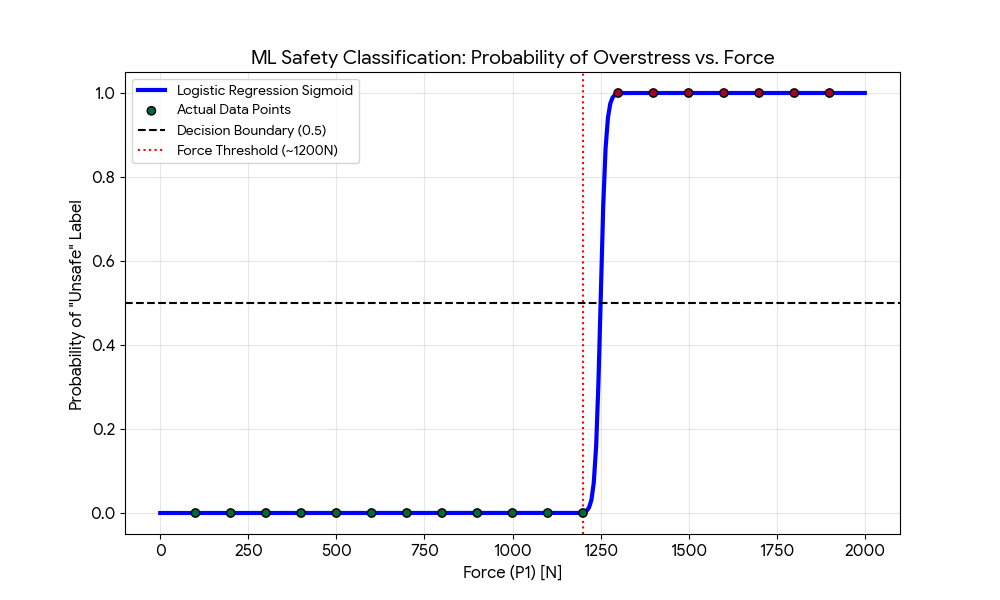 ML Safety Classification: Probability of Overstress vs. Force
Logistic Regression Sigmoid
Actual Data Points
Decision Boundary (0.5)
Force Threshold (~1200N)
Probability of "Unsafe" Label
1.0
0.8
0.6
0.4
0.2
0.0
0 250 500 750 1000 1250 1500 1750 2000
Force (P1) [N]